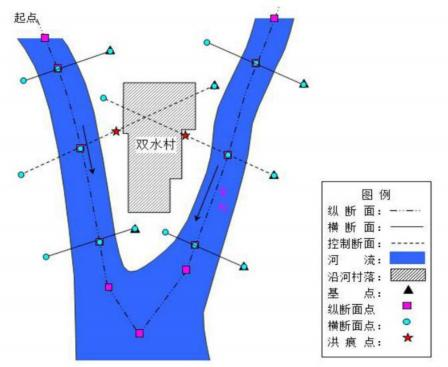 起点
双水村
图 例
纵 断 面：
横 断 面：
控制断面：
河 流：
沿河村落：
基 点：
纵断面点
横断面点：
洪 痕 点：